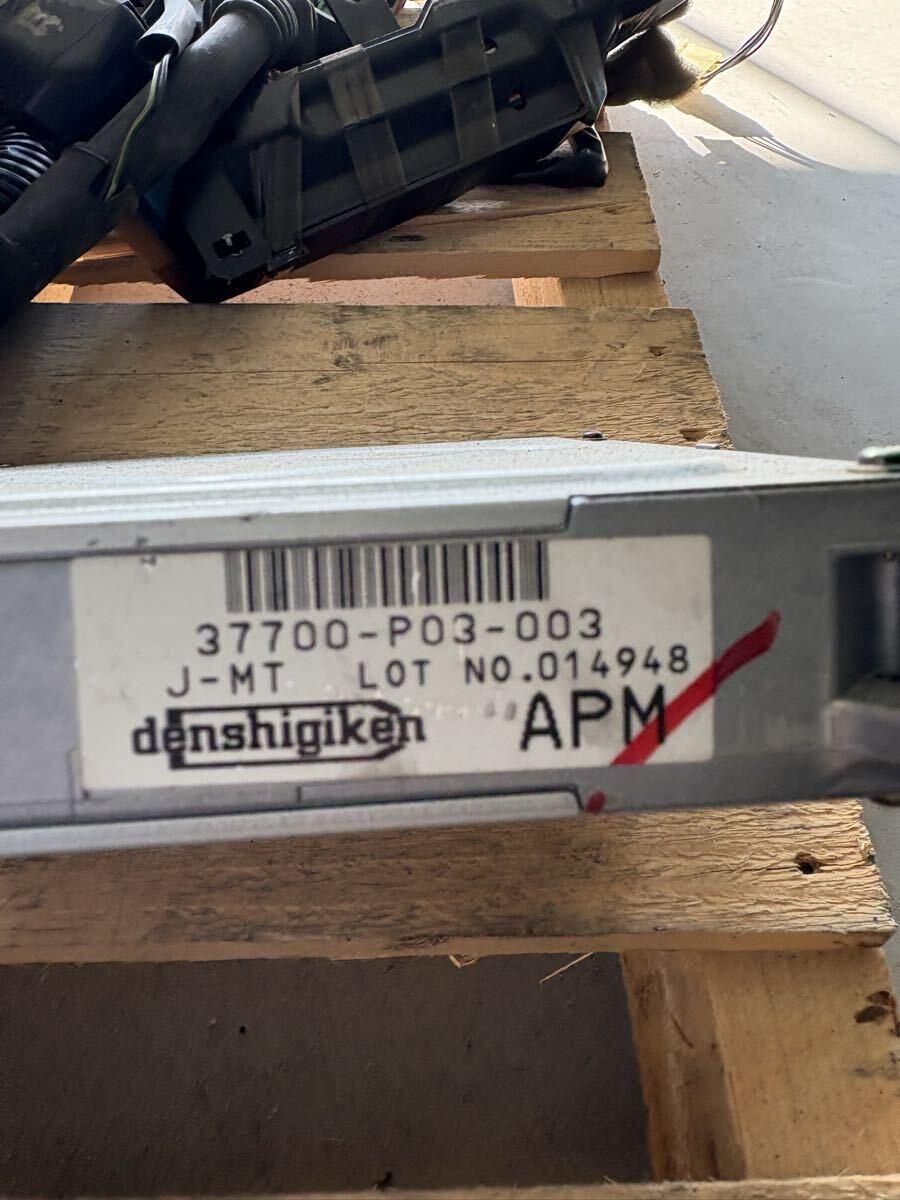 37700-P03-003
J-MT LOT NO.014948
denshigiken APM